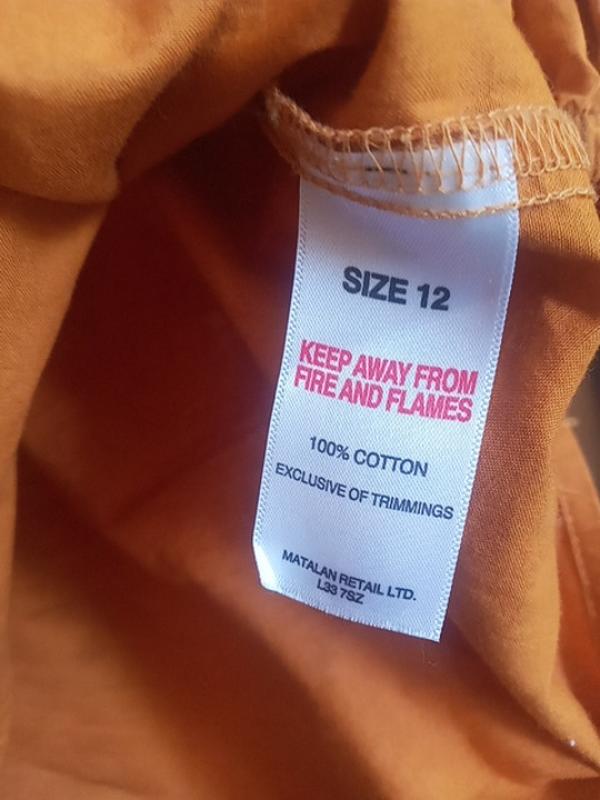 SIZE 12
KEEP AWAY FROM
FIRE AND FLAMES
100% COTTON
EXCLUSIVE OF TRIMMINGS
MATALAN RETAIL LTD.
L33 7SZ